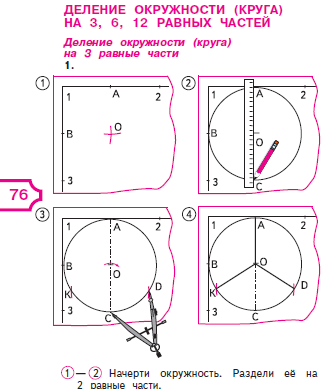 ДЕЛЕНИЕ ОКРУЖНОСТИ (КРУГА)
НА 3, 6, 12 РАВНЫХ ЧАСТЕЙ
Деление окружности (круга)
на 3 равные части
1.
1
1 А 2
В О
3
2
1 А 2
В О
3 С
76
3
1 А 2
В О
К D
3 С
4
1 А 2
В О
К D
3 С
1 — 2 Начерти окружность. Раздели её на
2 равные части.